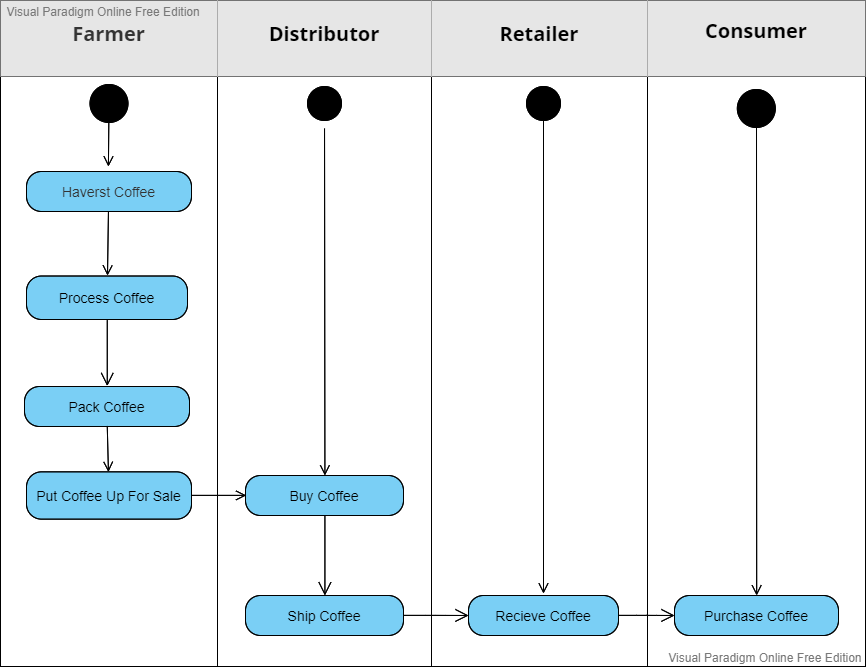 Visual Paradigm Online Free Edition
Farmer
Distributor
Retailer
Consumer
Haverst Coffee
Process Coffee
Pack Coffee
Put Coffee Up For Sale
Buy Coffee
Ship Coffee
Recieve Coffee
Purchase Coffee
Visual Paradigm Online Free Edition